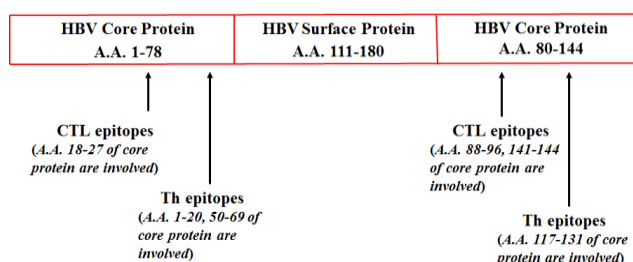 HBV Core Protein
A.A. 1-78
HBV Surface Protein
A.A. 111-180
HBV Core Protein
A.A. 80-144
CTL epitopes
(A.A. 18-27 of core
protein are involved)
Th epitopes
(A.A. 1-20, 50-69 of
core protein are
involved)
CTL epitopes
(A.A. 88-96, 141-144
of core protein are
involved)
Th epitopes
(A.A. 117-131 of core
protein are involved)